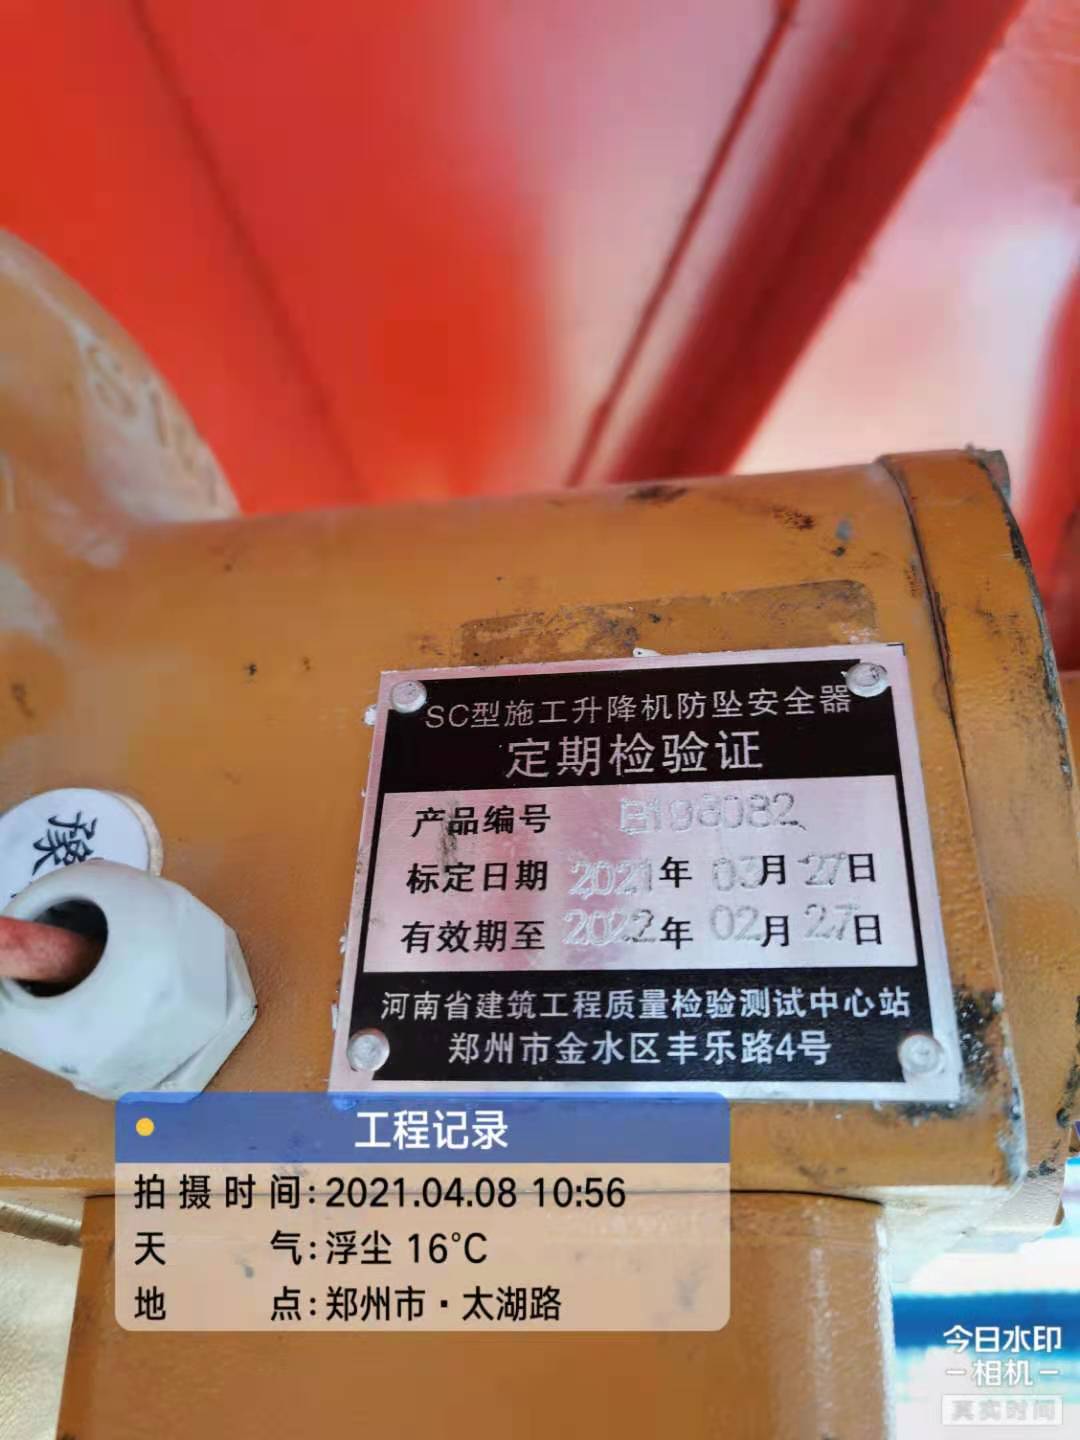 SC型施工升降机防坠安全器
定期检验证
产品编号 B198082
标定日期 2021年 03月 27日
有效期至 2022年 02月 27日
河南省建筑工程质量检验测试中心站
郑州市金水区丰乐路4号
豫
工程记录
拍摄时间: 2021.04.08 10:56
天气: 浮尘 16℃
地点: 郑州市·太湖路
今日水印
相机
真实时间